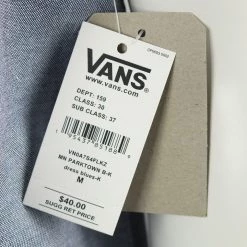 VANS
www.vans.com
DEPT: 150
CLASS: 30
SUB CLASS: 37
VN0A7S4FLKZ
MN PARKTOWN B-K
dress blues-K
M
$40.00
SUGG RET PRICE